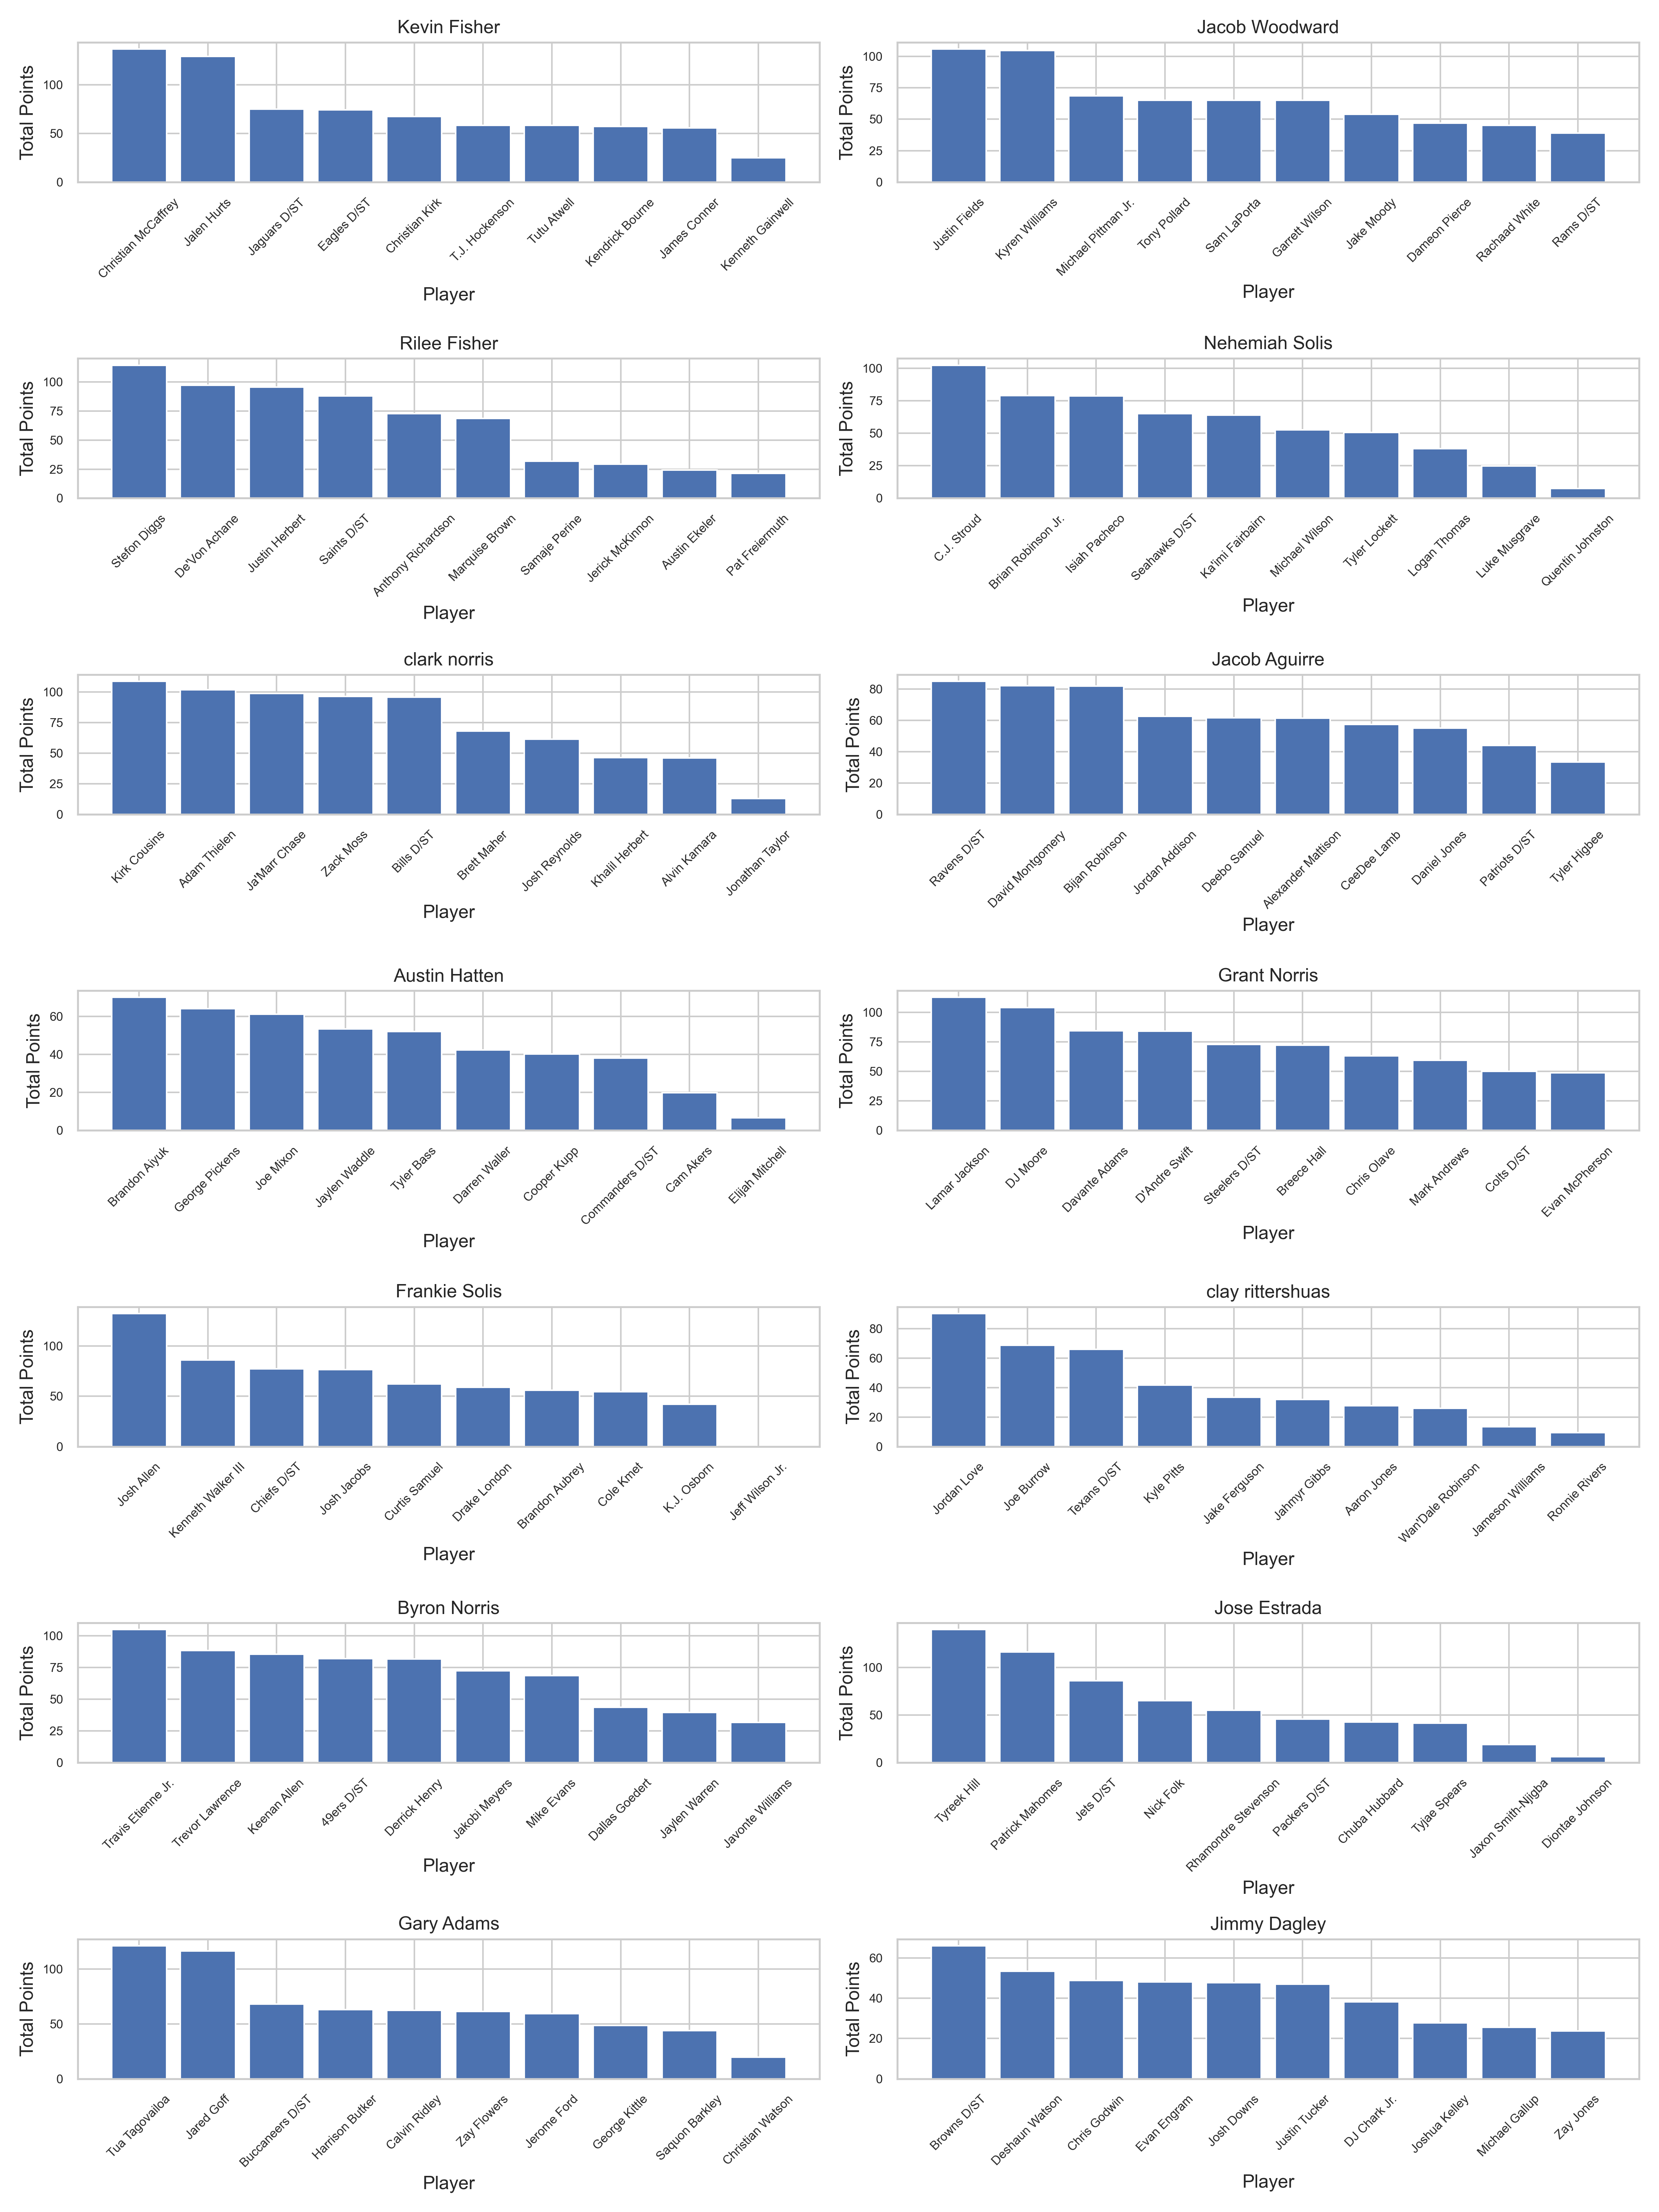 Kevin Fisher
Total Points
100
50
0
Christian McCaffrey
Jalen Hurts
Jaguars D/ST
Eagles D/ST
Christian Kirk
T.J. Hockenson
Tutu Atwell
Kendrick Bourne
James Conner
Kenneth Gainwell
Player
Jacob Woodward
Total Points
100
75
50
25
0
Justin Fields
Kyren Williams
Michael Pittman Jr.
Tony Pollard
Sam LaPorta
Garrett Wilson
Jake Moody
Dameon Pierce
Rachaad White
Rams D/ST
Player
Rilee Fisher
Total Points
100
75
50
25
0
Stefon Diggs
De'Von Achane
Justin Herbert
Saints D/ST
Anthony Richardson
Marquise Brown
Samaje Perine
Jerick McKinnon
Austin Ekeler
Pat Freiermuth
Player
Nehemiah Solis
Total Points
100
75
50
25
0
C.J. Stroud
Brian Robinson Jr.
Isiah Pacheco
Seahawks D/ST
Ka'imi Fairbairn
Michael Wilson
Tyler Lockett
Logan Thomas
Luke Musgrave
Quentin Johnston
Player
clark norris
Total Points
100
75
50
25
0
Kirk Cousins
Adam Thielen
Ja'Marr Chase
Zack Moss
Bills D/ST
Brett Maher
Josh Reynolds
Khalil Herbert
Alvin Kamara
Jonathan Taylor
Player
Jacob Aguirre
Total Points
80
60
40
20
0
Ravens D/ST
David Montgomery
Bijan Robinson
Jordan Addison
Deebo Samuel
Alexander Mattison
CeeDee Lamb
Daniel Jones
Patriots D/ST
Tyler Higbee
Player
Austin Hatten
Total Points
60
40
20
0
Brandon Aiyuk
George Pickens
Joe Mixon
Jaylen Waddle
Tyler Bass
Darren Waller
Cooper Kupp
Commanders D/ST
Cam Akers
Elijah Mitchell
Player
Grant Norris
Total Points
100
75
50
25
0
Lamar Jackson
DJ Moore
Davante Adams
D'Andre Swift
Steelers D/ST
Breece Hall
Chris Olave
Mark Andrews
Colts D/ST
Evan McPherson
Player
Frankie Solis
Total Points
100
50
0
Josh Allen
Kenneth Walker III
Chiefs D/ST
Josh Jacobs
Curtis Samuel
Drake London
Brandon Aubrey
Cole Kmet
K.J. Osborn
Jeff Wilson Jr.
Player
clay rittershuas
Total Points
80
60
40
20
0
Jordan Love
Joe Burrow
Texans D/ST
Kyle Pitts
Jake Ferguson
Jahmyr Gibbs
Aaron Jones
Wan'Dale Robinson
Jameson Williams
Ronnie Rivers
Player
Byron Norris
Total Points
100
75
50
25
0
Travis Etienne Jr.
Trevor Lawrence
Keenan Allen
49ers D/ST
Derrick Henry
Jakobi Meyers
Mike Evans
Dallas Goedert
Jaylen Warren
Javonte Williams
Player
Jose Estrada
Total Points
100
50
0
Tyreek Hill
Patrick Mahomes
Jets D/ST
Nick Folk
Rhamondre Stevenson
Packers D/ST
Chuba Hubbard
Tyjae Spears
Jaxon Smith-Njigba
Diontae Johnson
Player
Gary Adams
Total Points
100
50
0
Tua Tagovailoa
Jared Goff
Buccaneers D/ST
Harrison Butker
Calvin Ridley
Zay Flowers
Jerome Ford
George Kittle
Saquon Barkley
Christian Watson
Player
Jimmy Dagley
Total Points
60
40
20
0
Browns D/ST
Deshaun Watson
Chris Godwin
Evan Engram
Josh Downs
Justin Tucker
DJ Chark Jr.
Joshua Kelley
Michael Gallup
Zay Jones
Player